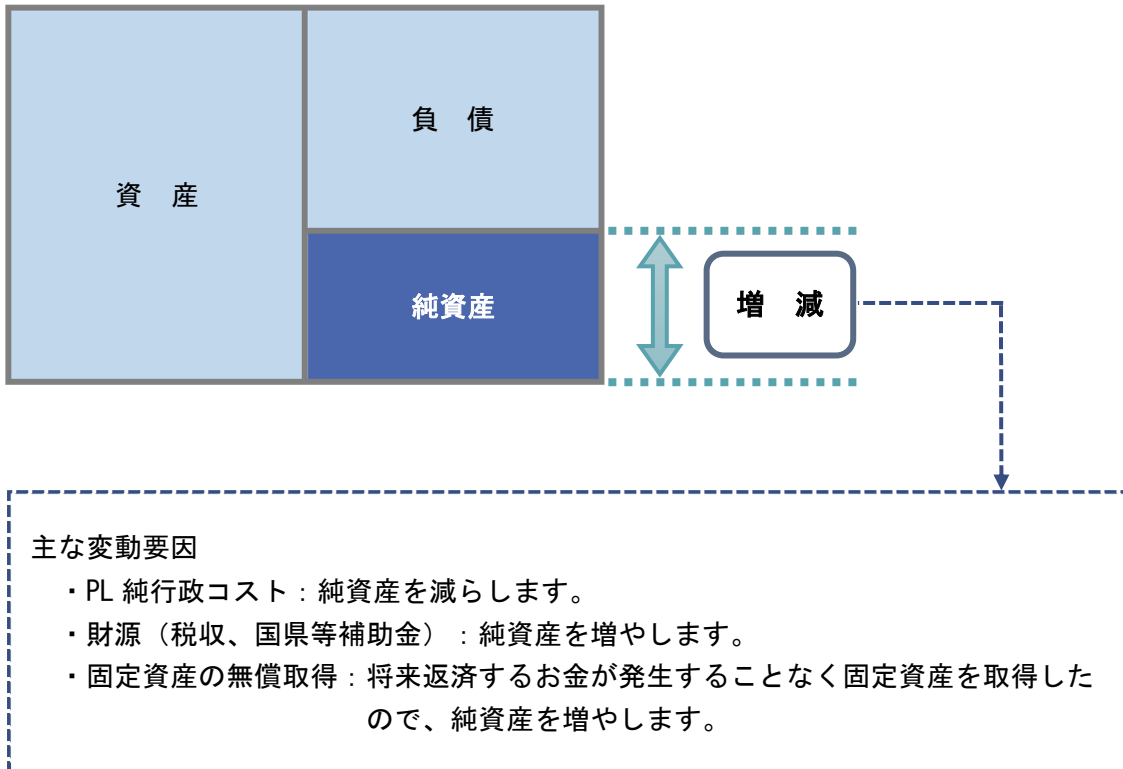 資　産
負　債
純資産
増　減
主な変動要因
・PL 純行政コスト：純資産を減らします。
・財源（税収、国県等補助金）：純資産を増やします。
・固定資産の無償取得：将来返済するお金が発生することなく固定資産を取得した
ので、純資産を増やします。